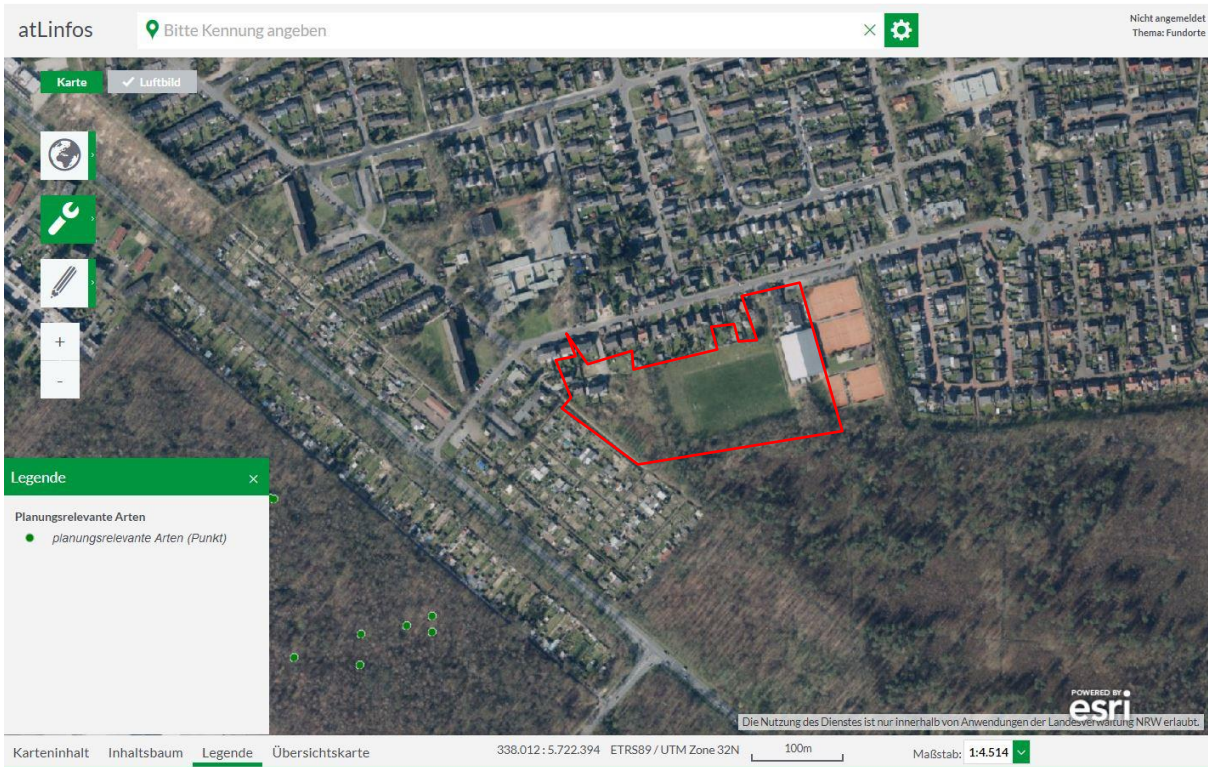 atLinfos
Bitte Kennung angeben
Nicht angemeldet
Thema: Fundorte
Karte
Luftbild
+
-
Legende
Planungsrelevante Arten
planungsrelevante Arten (Punkt)
POWERED BY
esri
Die Nutzung des Dienstes ist nur innerhalb von Anwendungen der Landesverwaltung NRW erlaubt.
Karteninhalt Inhaltsbaum Legende Übersichtskarte 338.012 : 5.722.394 ETRS89 / UTM Zone 32N 100m Maßstab: 1:4.514